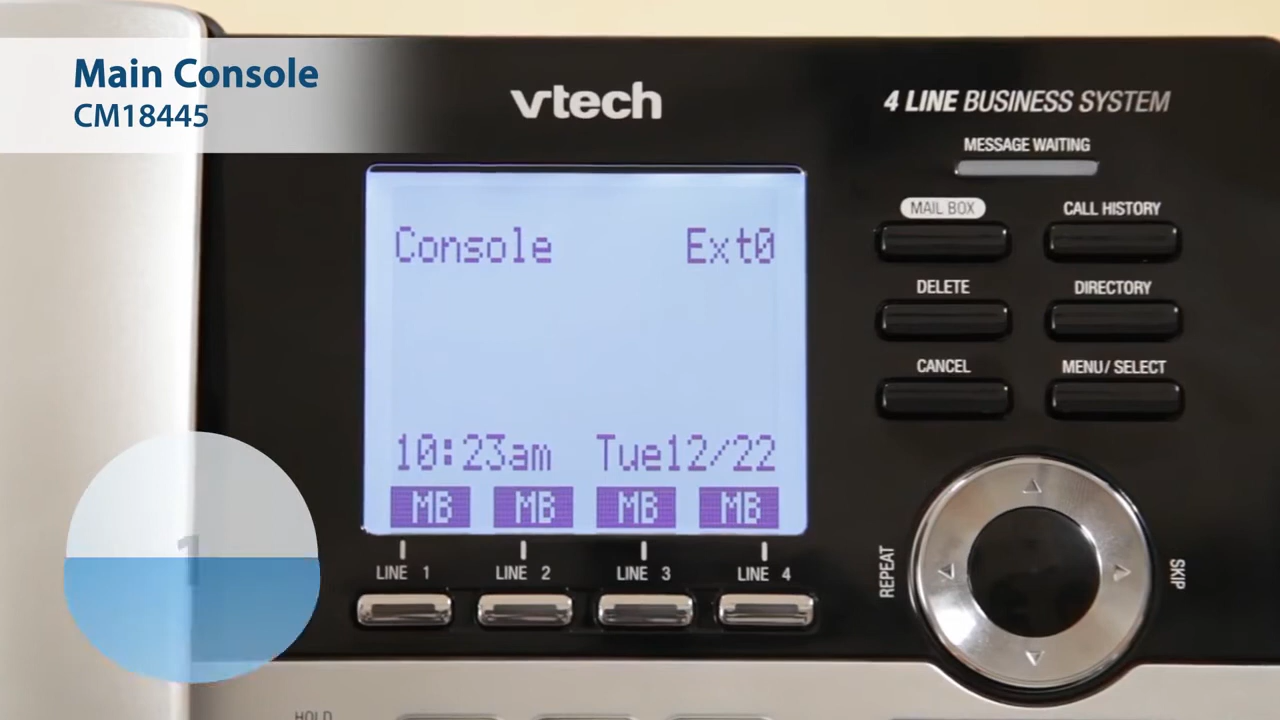 Main Console
CM18445
vtech
4 LINE BUSINESS SYSTEM
MESSAGE WAITING
MAIL BOX
CALL HISTORY
Console Ext0
DELETE
DIRECTORY
CANCEL
MENU/SELECT
10:23am Tue12/22
MB MB MB MB
LINE 1 LINE 2 LINE 3 LINE 4
REPEAT
SKIP
1
HOLD